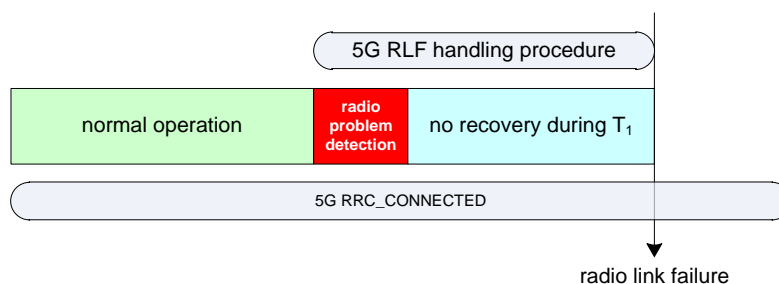 5G RLF handling procedure
normal operation
radio
problem
detection
no recovery during T₁
5G RRC_CONNECTED
radio link failure